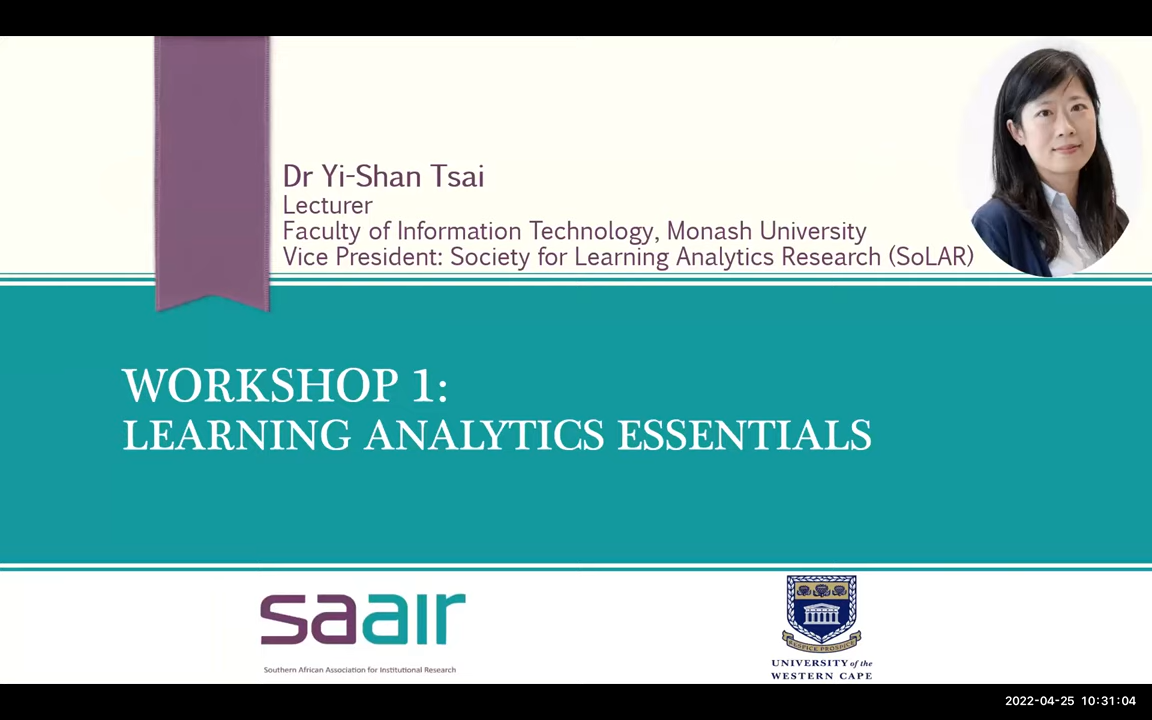 Dr Yi-Shan Tsai
Lecturer
Faculty of Information Technology, Monash University
Vice President: Society for Learning Analytics Research (SoLAR)
WORKSHOP 1:
LEARNING ANALYTICS ESSENTIALS
saair
Southern African Association for Institutional Research
RESPICE PROSPICE
UNIVERSITY of the
WESTERN CAPE
2022-04-25 10:31:04